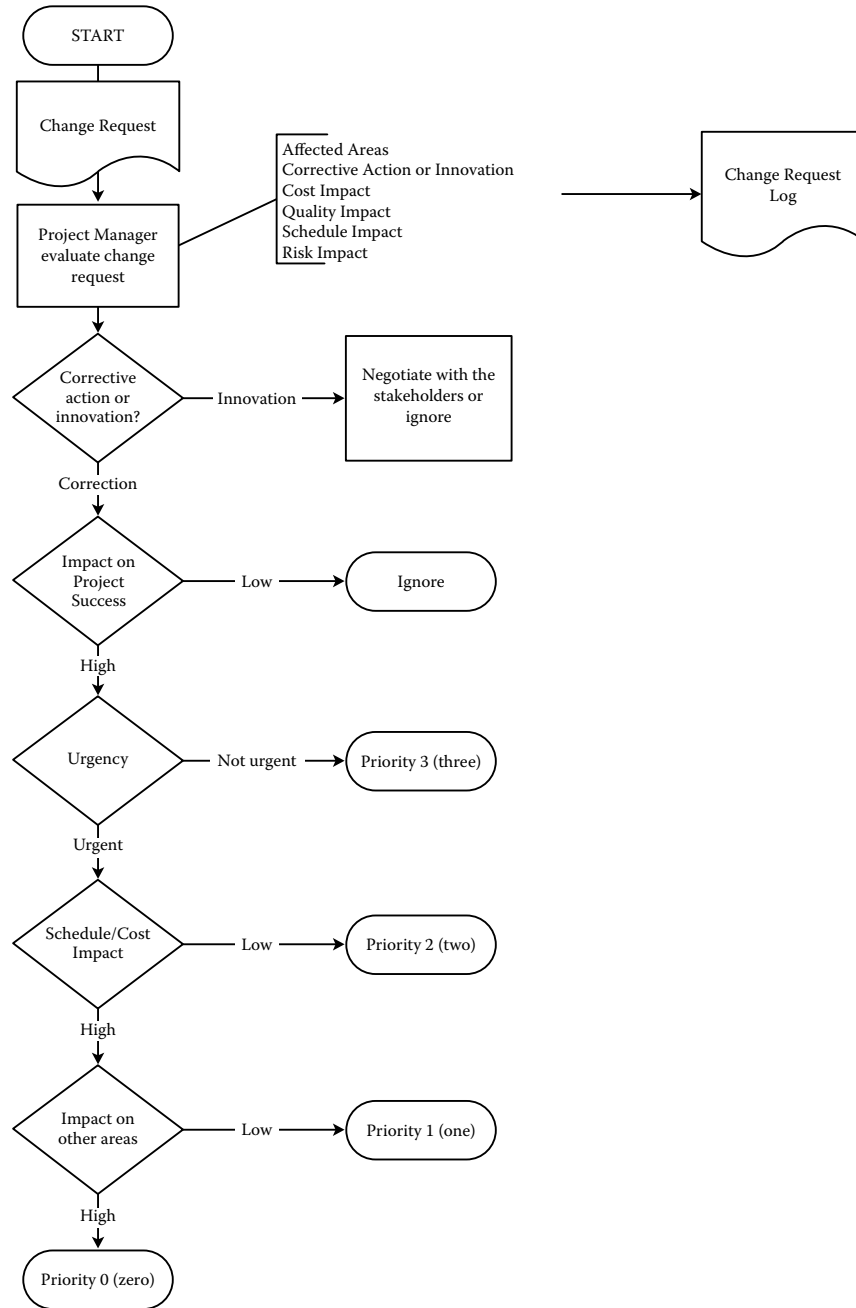 START
Change Request
Affected Areas
Corrective Action or Innovation
Cost Impact
Quality Impact
Schedule Impact
Risk Impact
Change Request
Log
Project Manager
evaluate change
request
Corrective
action or
innovation?
Innovation
Negotiate with the
stakeholders or
ignore
Correction
Impact on
Project
Success
Low
Ignore
High
Urgency
Not urgent
Priority 3 (three)
Urgent
Schedule/Cost
Impact
Low
Priority 2 (two)
High
Impact on
other areas
Low
Priority 1 (one)
High
Priority 0 (zero)